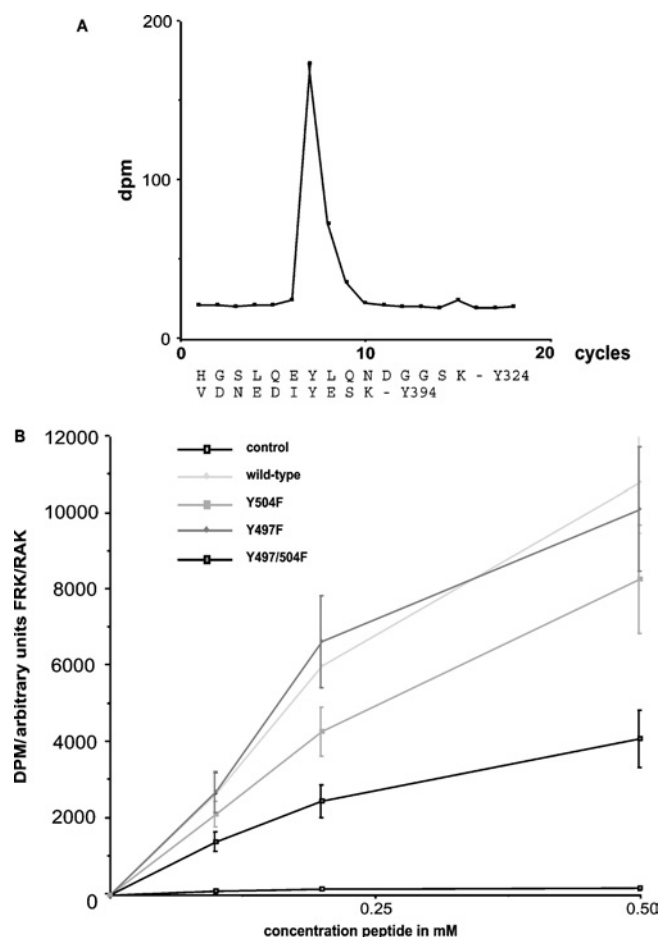 A
200
100
0
dpm
0 10 20 cycles
H G S L Q E Y L Q N D G G S K - Y324
V D N E D I Y E S K - Y394
B
12000
10000
8000
6000
4000
2000
0
DPM/arbitrary units FRK/RAK
control
wild-type
Y504F
Y497F
Y497/504F
0.25 0.50
concentration peptide in mM